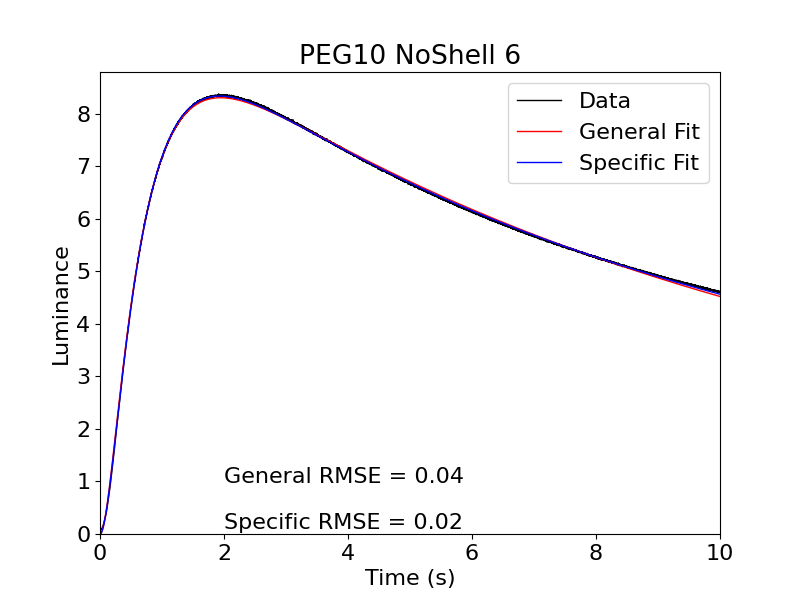 PEG10 NoShell 6
Data
General Fit
Specific Fit
8
7
6
5
4
3
2
1
0
Luminance
General RMSE = 0.04
Specific RMSE = 0.02
0 2 4 6 8 10
Time (s)